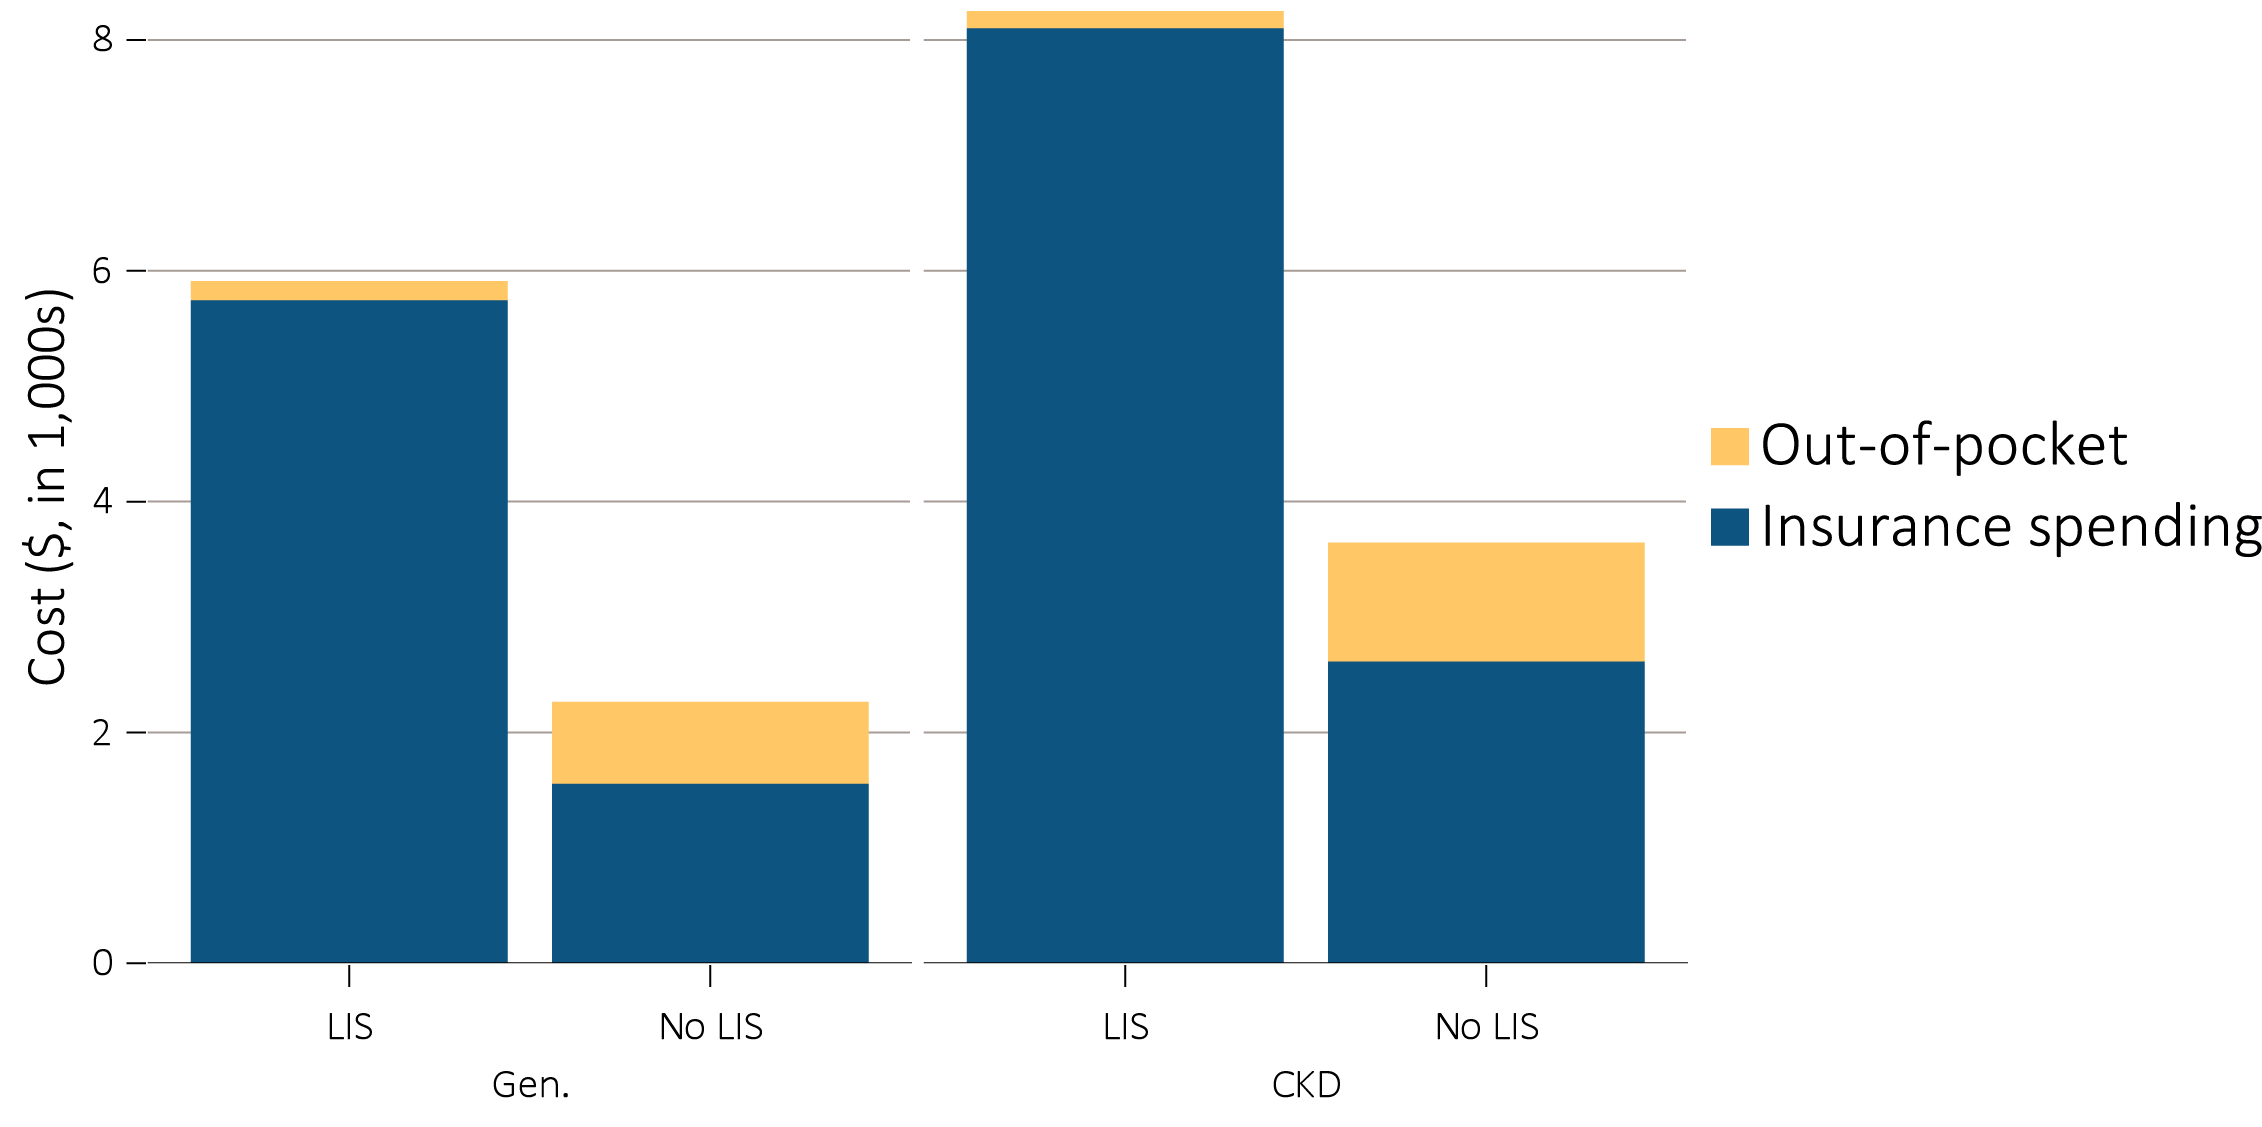 Cost ($, in 1,000s)
8
6
4
2
0
LIS
No LIS
LIS
No LIS
Gen.
CKD
Out-of-pocket
Insurance spending